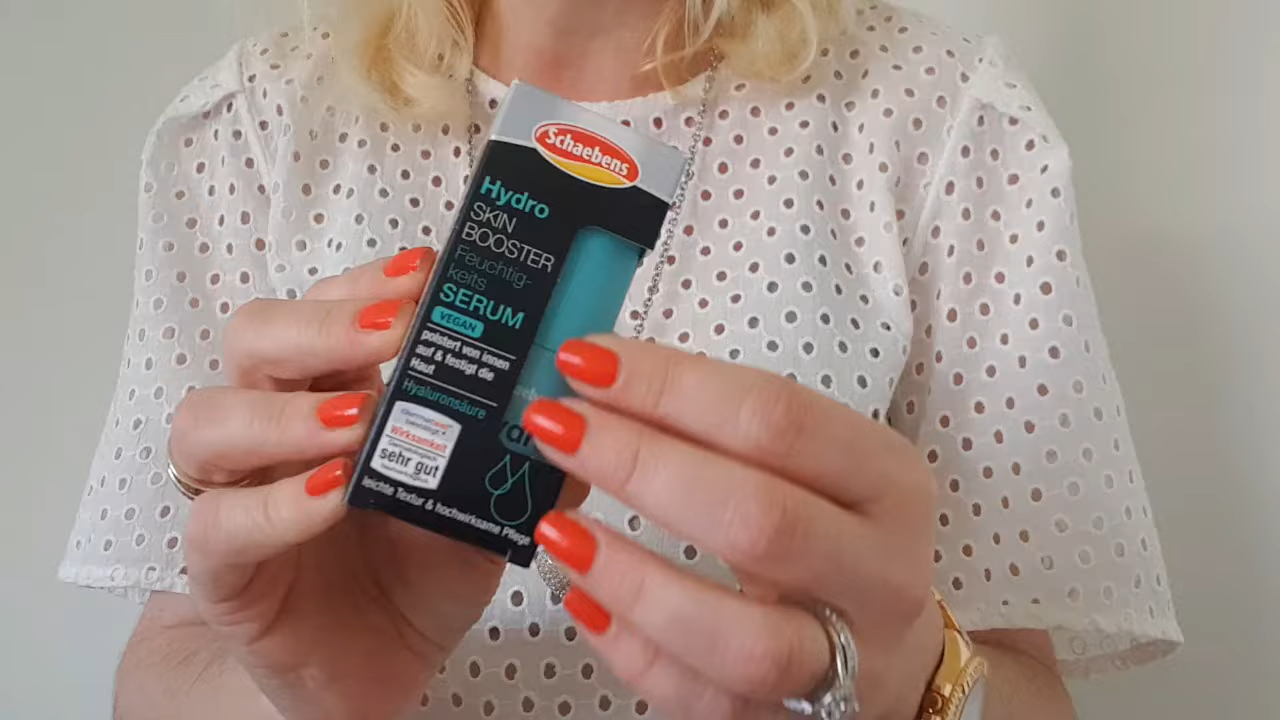 Schaebens
Hydro
SKIN
BOOSTER
Feuchtig-
keits
SERUM
VEGAN
polstert von innen
auf & festigt die
Haut
Hyaluronsäure
Wirksamkeit
sehr gut
leichte Textur & hochwirksame Pflege